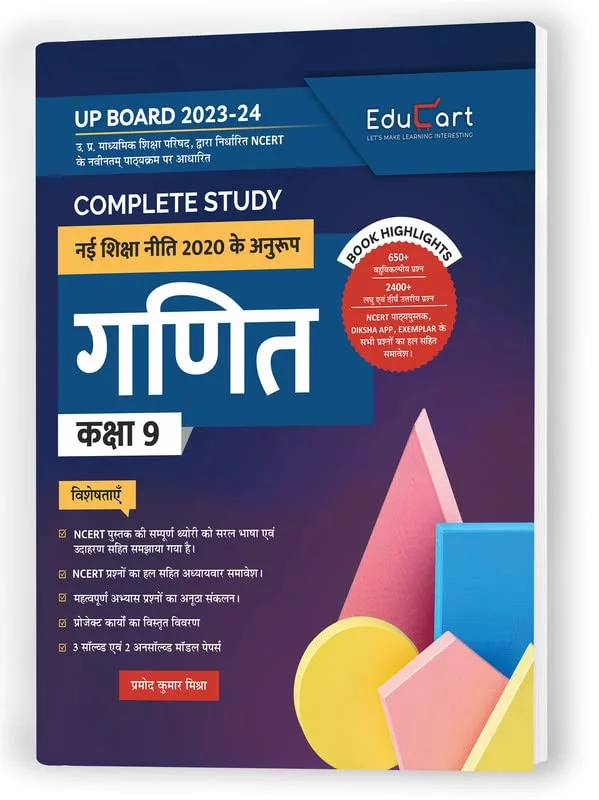 UP BOARD 2023-24
उ. प्र. माध्यमिक शिक्षा परिषद, द्वारा निर्धारित NCERT
के नवीनतम् पाठ्यक्रम पर आधारित
EduCart
LET'S MAKE LEARNING INTERESTING
COMPLETE STUDY
नई शिक्षा नीति 2020 के अनुरूप
BOOK HIGHLIGHTS
650+
बहुविकल्पीय प्रश्न
2400+
लघु एवं दीर्घ उत्तरीय प्रश्न
NCERT पाठ्यपुस्तक,
DIKSHA APP, EXEMPLAR के
सभी प्रश्नों का हल सहित
समावेश।
गणित
कक्षा 9
विशेषताएँ
NCERT पुस्तक की सम्पूर्ण थ्योरी को सरल भाषा एवं
उदाहरण सहित समझाया गया है।
NCERT प्रश्नों का हल सहित अध्यायवार समावेश।
महत्वपूर्ण अभ्यास प्रश्नों का अनूठा संकलन।
प्रोजेक्ट कार्यो का विस्तृत विवरण
3 सॉल्व्ड एवं 2 अनसॉल्व्ड मॉडल पेपर्स
प्रमोद कुमार मिश्रा